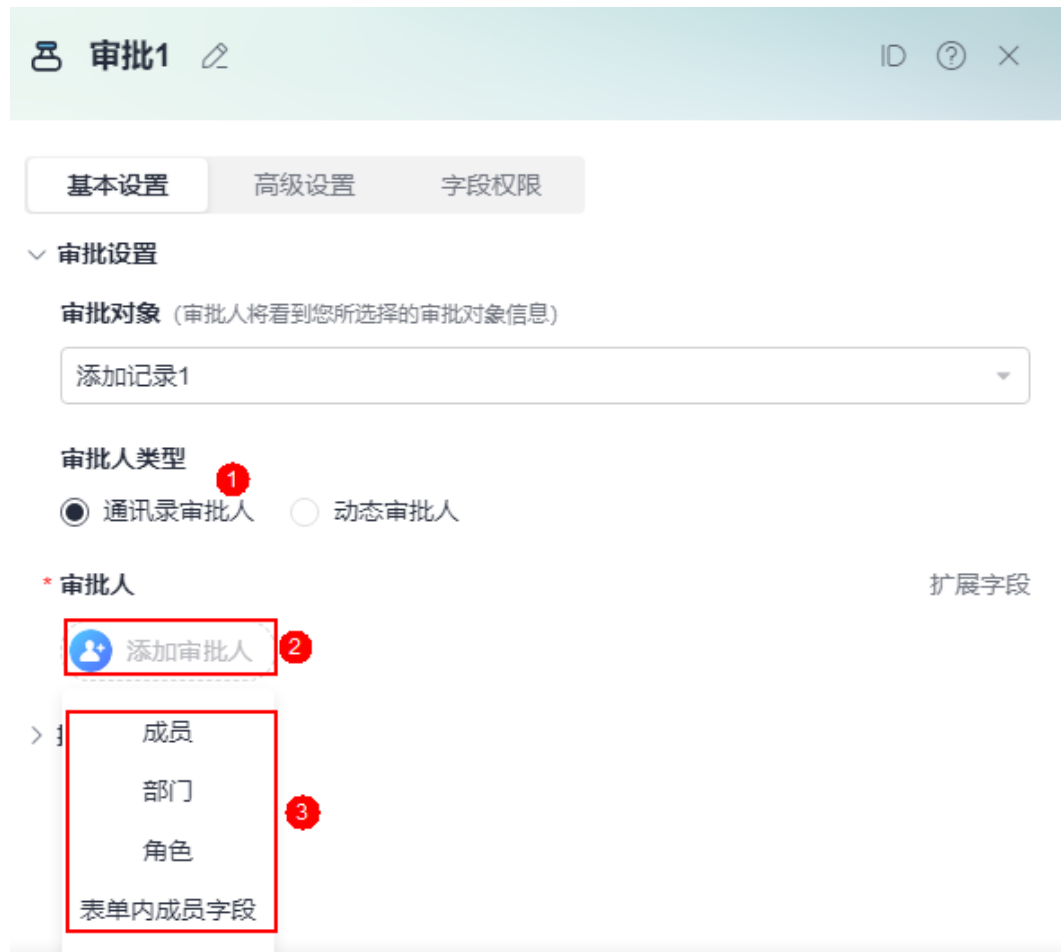 审批1 ID
基本设置 高级设置 字段权限
审批设置
审批对象 (审批人将看到您所选择的审批对象信息)
添加记录1
审批人类型 1
通讯录审批人 动态审批人
* 审批人 扩展字段
添加审批人 2
成员
部门
3
角色
表单内成员字段